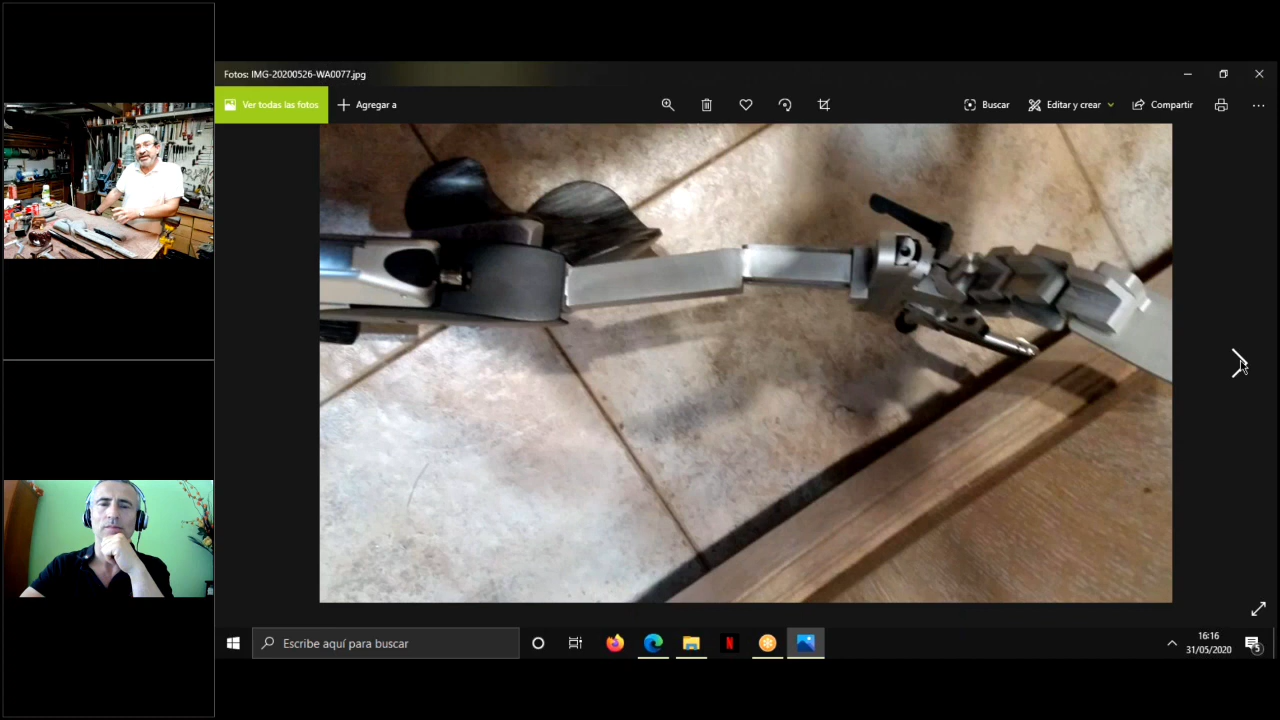 Fotos: IMG-20200526-WA0077.jpg
Ver todas las fotos
Agregar a
Buscar
Editar y crear
Compartir
Escribe aquí para buscar
N
16:16
31/05/2020
5